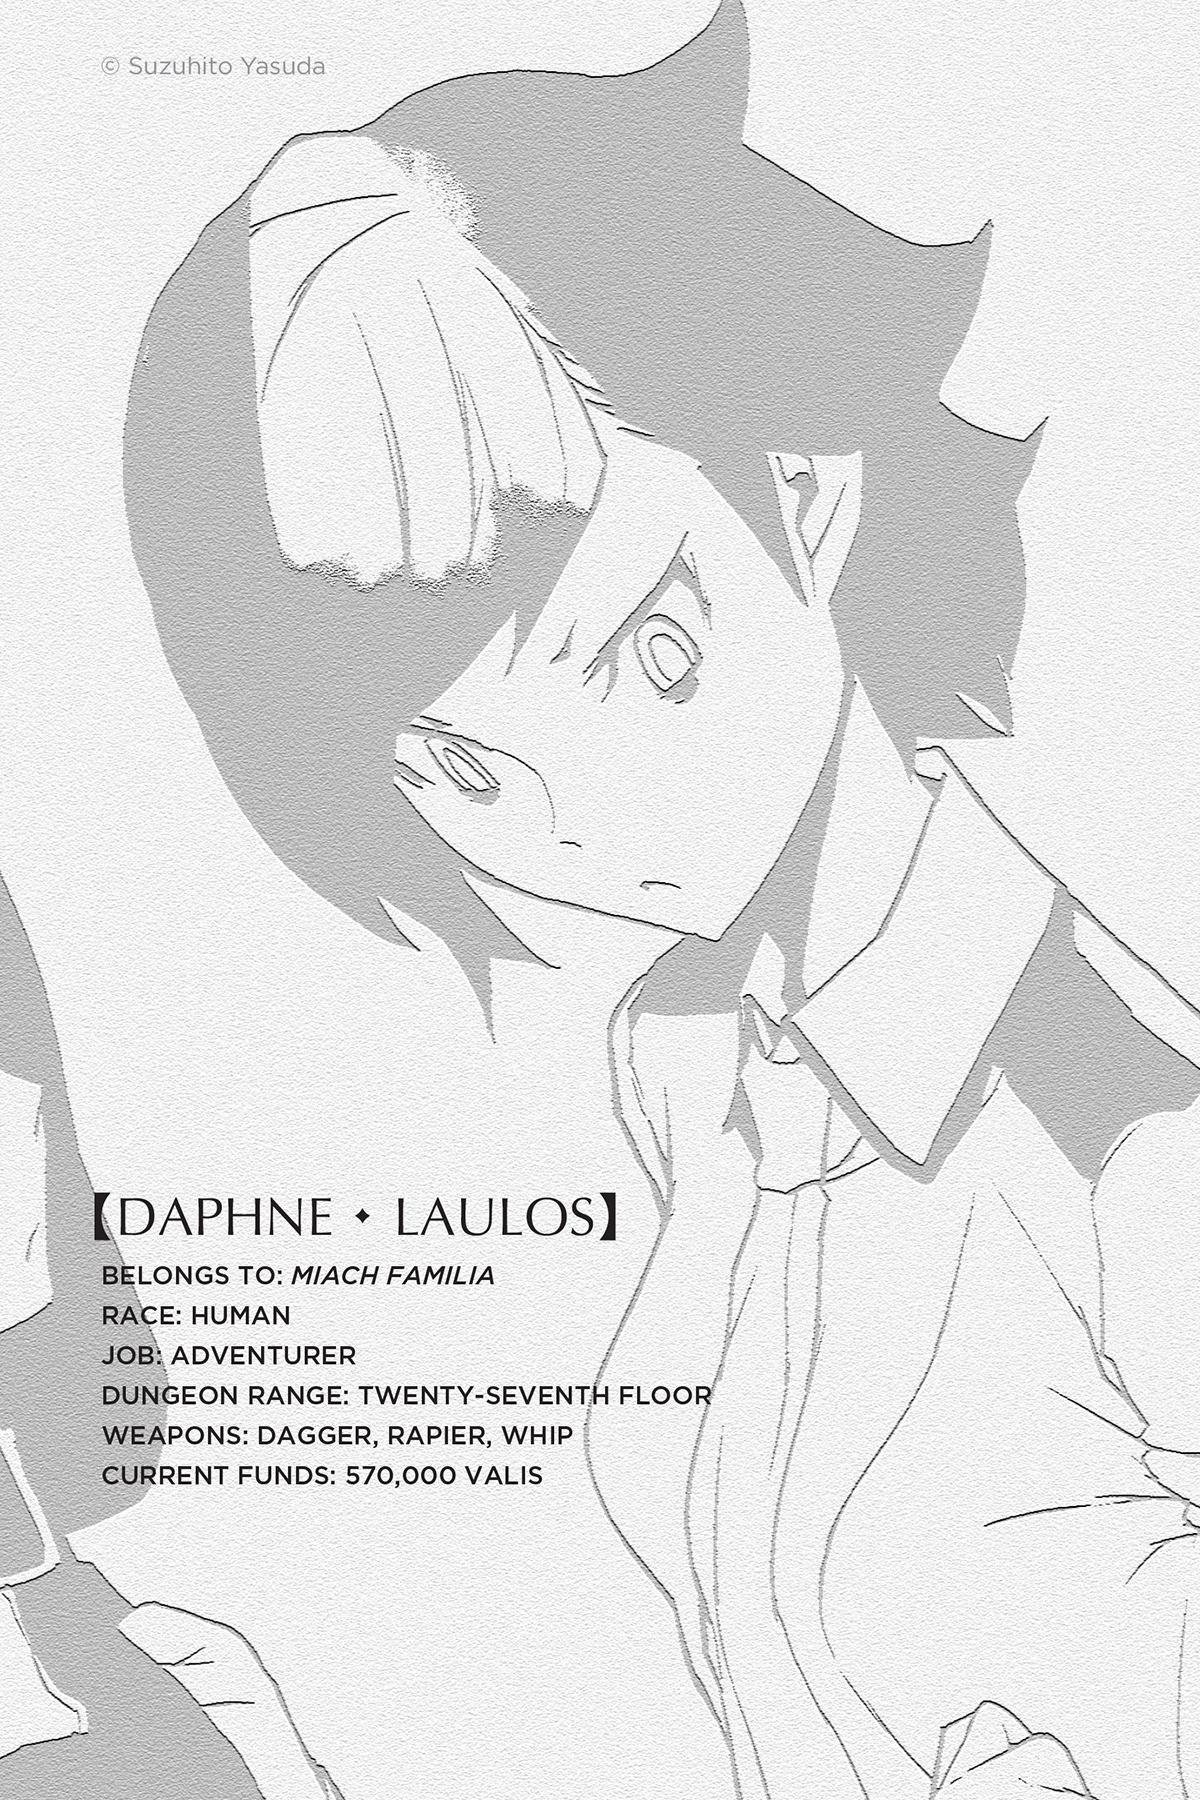 © Suzuhito Yasuda
【DAPHNE ⬩ LAULOS】
BELONGS TO: MIACH FAMILIA
RACE: HUMAN
JOB: ADVENTURER
DUNGEON RANGE: TWENTY-SEVENTH FLOOR
WEAPONS: DAGGER, RAPIER, WHIP
CURRENT FUNDS: 570,000 VALIS